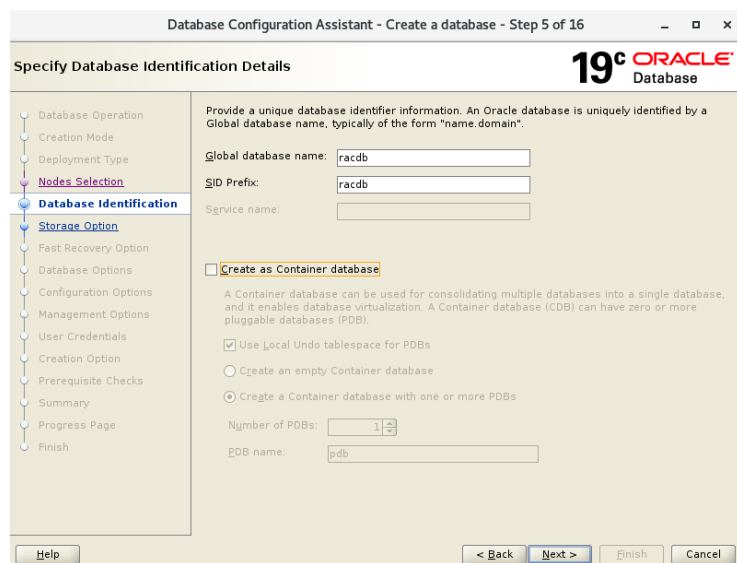 Database Configuration Assistant - Create a database - Step 5 of 16
Specify Database Identification Details
19c ORACLE
Database
Database Operation
Creation Mode
Deployment Type
Nodes Selection
Database Identification
Storage Option
Fast Recovery Option
Database Options
Configuration Options
Management Options
User Credentials
Creation Option
Prerequisite Checks
Summary
Progress Page
Finish
Provide a unique database identifier information. An Oracle database is uniquely identified by a
Global database name, typically of the form "name.domain".
Global database name: racdb
SID Prefix: racdb
Service name:
Create as Container database
A Container database can be used for consolidating multiple databases into a single database,
and it enables database virtualization. A Container database (CDB) can have zero or more
pluggable databases (PDB).
Use Local Undo tablespace for PDBs
Create an empty Container database
Create a Container database with one or more PDBs
Number of PDBs: 1
PDB name: pdb
Help < Back Next > Finish Cancel